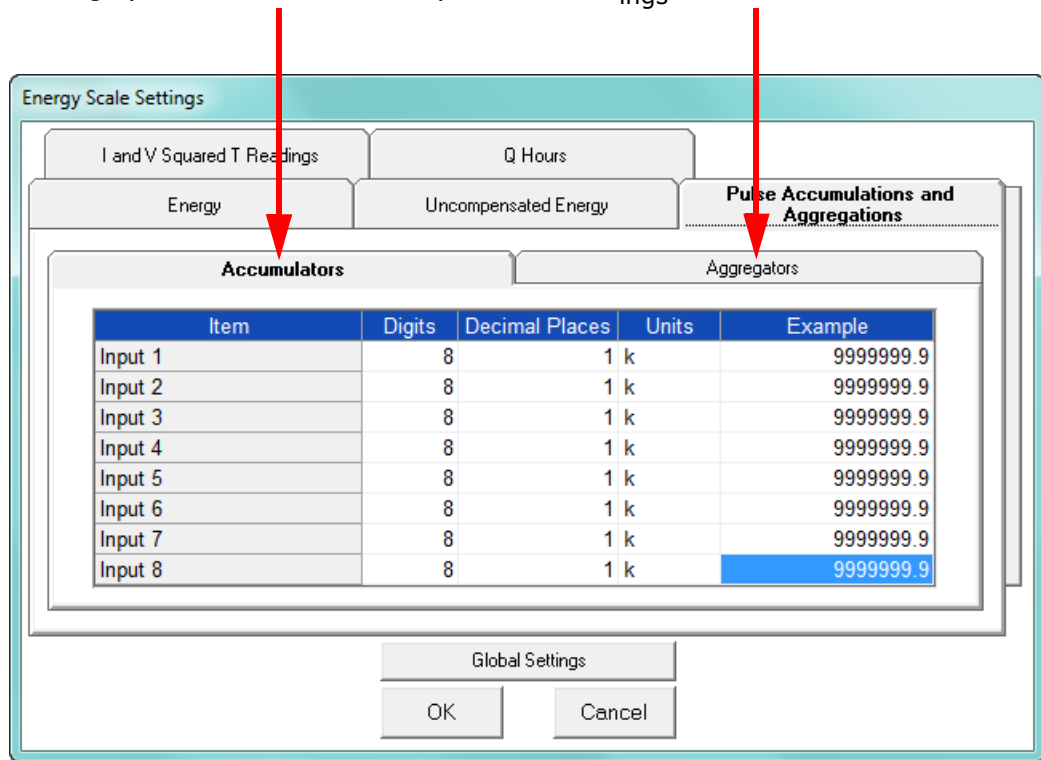 ings
Energy Scale Settings
I and V Squared T Readings Q Hours
Energy Uncompensated Energy Pulse Accumulations and
Aggregations
Accumulators Aggregators
Item Digits Decimal Places Units Example
Input 1 8 1 k 9999999.9
Input 2 8 1 k 9999999.9
Input 3 8 1 k 9999999.9
Input 4 8 1 k 9999999.9
Input 5 8 1 k 9999999.9
Input 6 8 1 k 9999999.9
Input 7 8 1 k 9999999.9
Input 8 8 1 k 9999999.9
Global Settings
OK Cancel